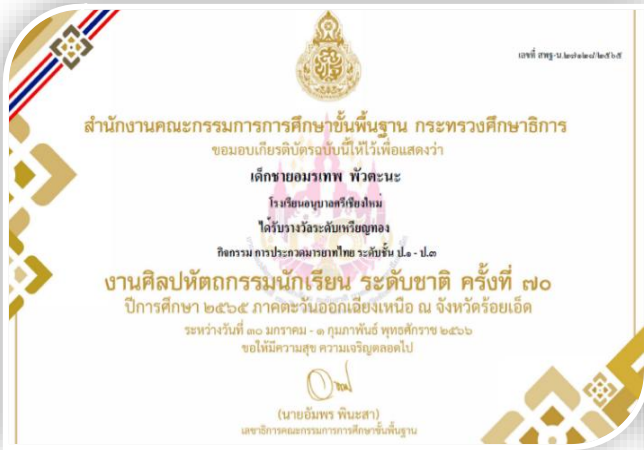 สำนักงานคณะกรรมการการศึกษาขั้นพื้นฐาน กระทรวงศึกษาธิการ
ขอมอบเกียรติบัตรฉบับนี้ให้ไว้เพื่อแสดงว่า
เด็กชายอมรเทพ พัวคะนะ
โรงเรียนอนุบาลศรีเชียงใหม่
ได้รับรางวัลระดับเหรียญทอง
กิจกรรม การประกวดมารยาทไทย ระดับชั้น ป.๑ - ป.๓
งานศิลปหัตถกรรมนักเรียน ระดับชาติ ครั้งที่ ๗๐
ปีการศึกษา ๒๕๖๕ ภาคตะวันออกเฉียงเหนือ ณ จังหวัดร้อยเอ็ด
ระหว่างวันที่ ๓๐ มกราคม - ๑ กุมภาพันธ์ พุทธศักราช ๒๕๖๖
ขอให้มีความสุข ความเจริญตลอดไป
(นายอัมพร พินะสา)
เลขาธิการคณะกรรมการการศึกษาขั้นพื้นฐาน